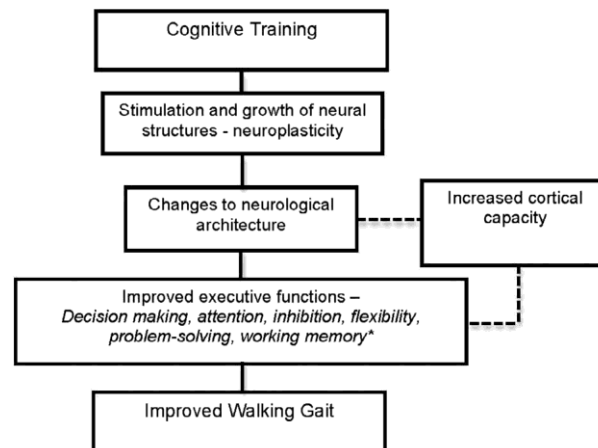 Cognitive Training
Stimulation and growth of neural
structures - neuroplasticity
Changes to neurological
architecture
Increased cortical
capacity
Improved executive functions –
Decision making, attention, inhibition, flexibility,
problem-solving, working memory*
Improved Walking Gait